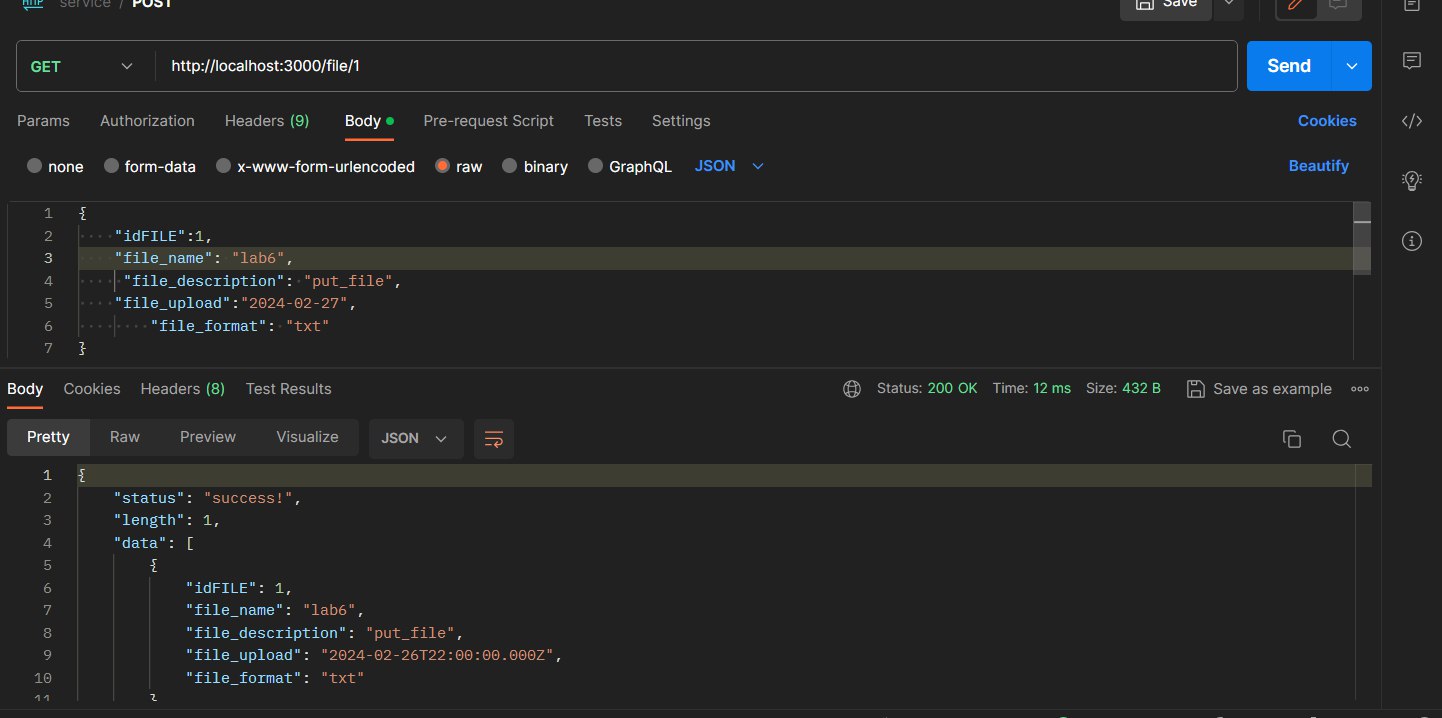 HTTP service / POST Save
GET http://localhost:3000/file/1 Send
Params Authorization Headers (9) Body Pre-request Script Tests Settings Cookies
none form-data x-www-form-urlencoded raw binary GraphQL JSON Beautify
1 {
2 "idFILE":1,
3 "file_name": "lab6",
4 "file_description": "put_file",
5 "file_upload":"2024-02-27",
6 "file_format": "txt"
7 }
Body Cookies Headers (8) Test Results Status: 200 OK Time: 12 ms Size: 432 B Save as example
Pretty Raw Preview Visualize JSON
1 {
2 "status": "success!",
3 "length": 1,
4 "data": [
5 {
6 "idFILE": 1,
7 "file_name": "lab6",
8 "file_description": "put_file",
9 "file_upload": "2024-02-26T22:00:00.000Z",
10 "file_format": "txt"
11 }